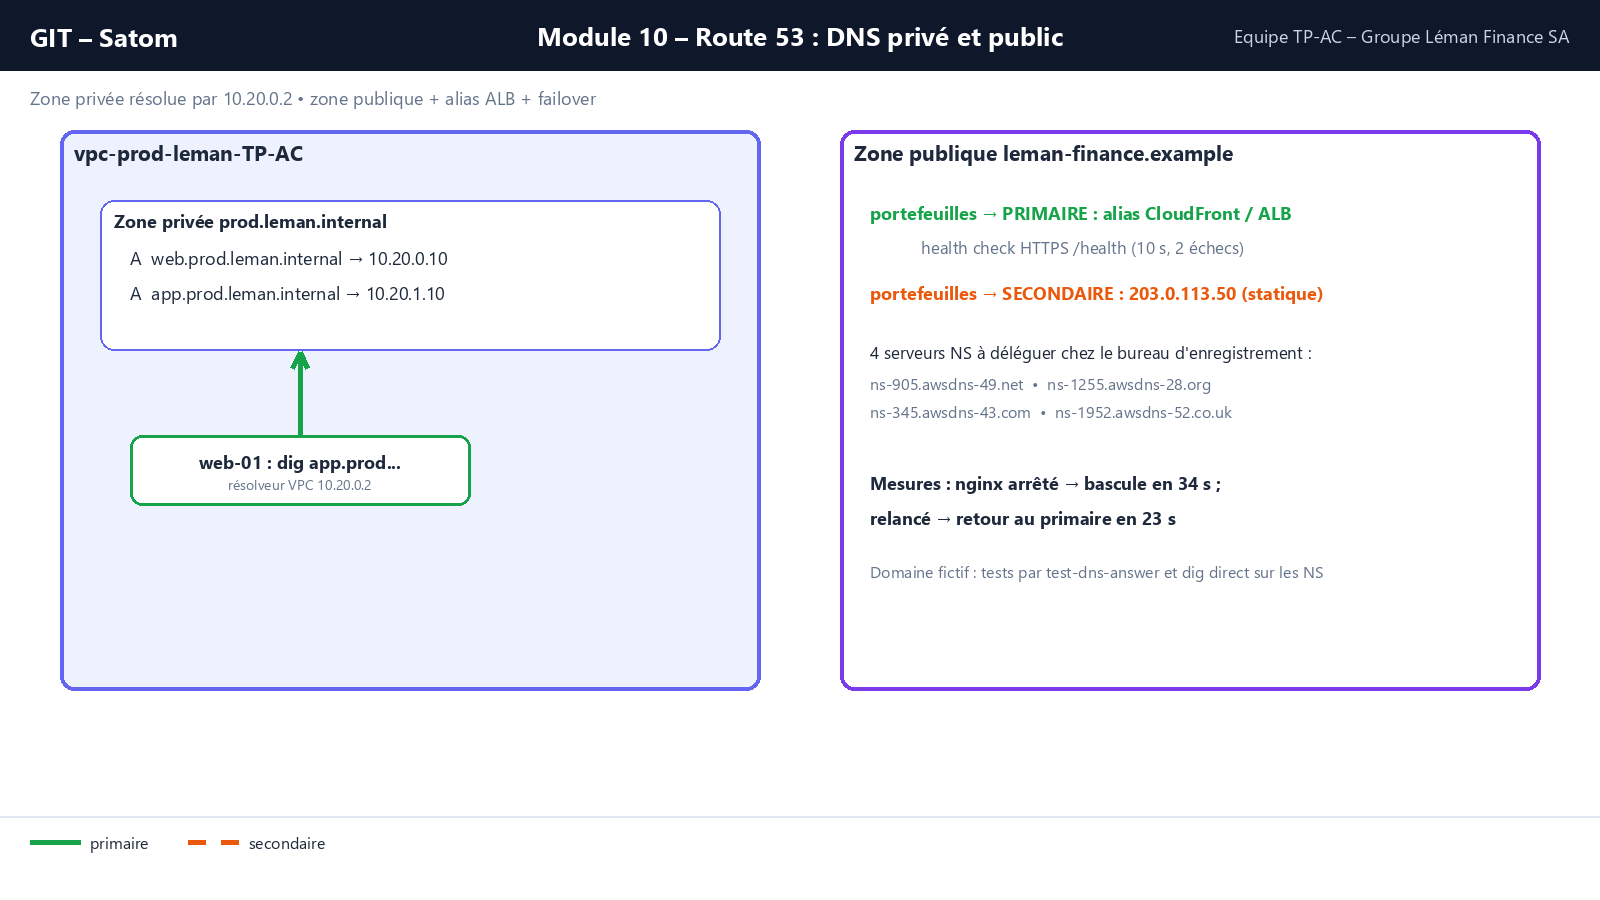 GIT – Satom
Module 10 – Route 53 : DNS privé et public
Equipe TP-AC – Groupe Léman Finance SA
Zone privée résolue par 10.20.0.2 • zone publique + alias ALB + failover
vpc-prod-leman-TP-AC
Zone privée prod.leman.internal
A web.prod.leman.internal → 10.20.0.10
A app.prod.leman.internal → 10.20.1.10
web-01 : dig app.prod...
résolveur VPC 10.20.0.2
Zone publique leman-finance.example
portefeuilles → PRIMAIRE : alias CloudFront / ALB
health check HTTPS /health (10 s, 2 échecs)
portefeuilles → SECONDAIRE : 203.0.113.50 (statique)
4 serveurs NS à déléguer chez le bureau d'enregistrement :
ns-905.awsdns-49.net • ns-1255.awsdns-28.org
ns-345.awsdns-43.com • ns-1952.awsdns-52.co.uk
Mesures : nginx arrêté → bascule en 34 s ;
relancé → retour au primaire en 23 s
Domaine fictif : tests par test-dns-answer et dig direct sur les NS
primaire
secondaire